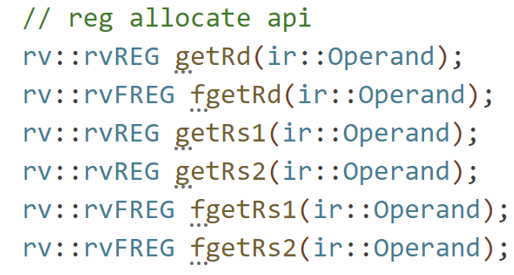 // reg allocate api
rv::rvREG getRd(ir::Operand);
rv::rvFREG fgetRd(ir::Operand);
rv::rvREG getRs1(ir::Operand);
rv::rvREG getRs2(ir::Operand);
rv::rvFREG fgetRs1(ir::Operand);
rv::rvFREG fgetRs2(ir::Operand);